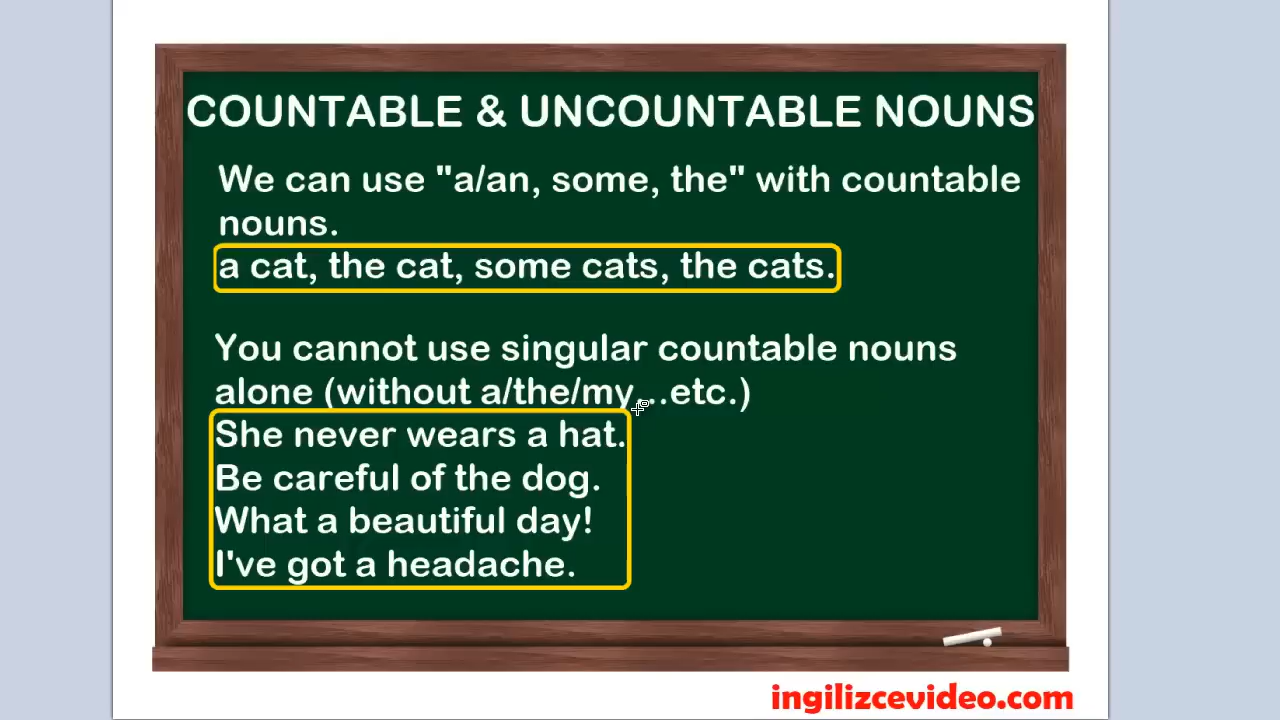 COUNTABLE & UNCOUNTABLE NOUNS
We can use "a/an, some, the" with countable
nouns.
a cat, the cat, some cats, the cats.
You cannot use singular countable nouns
alone (without a/the/my...etc.)
She never wears a hat.
Be careful of the dog.
What a beautiful day!
I've got a headache.
ingilizcevideo.com